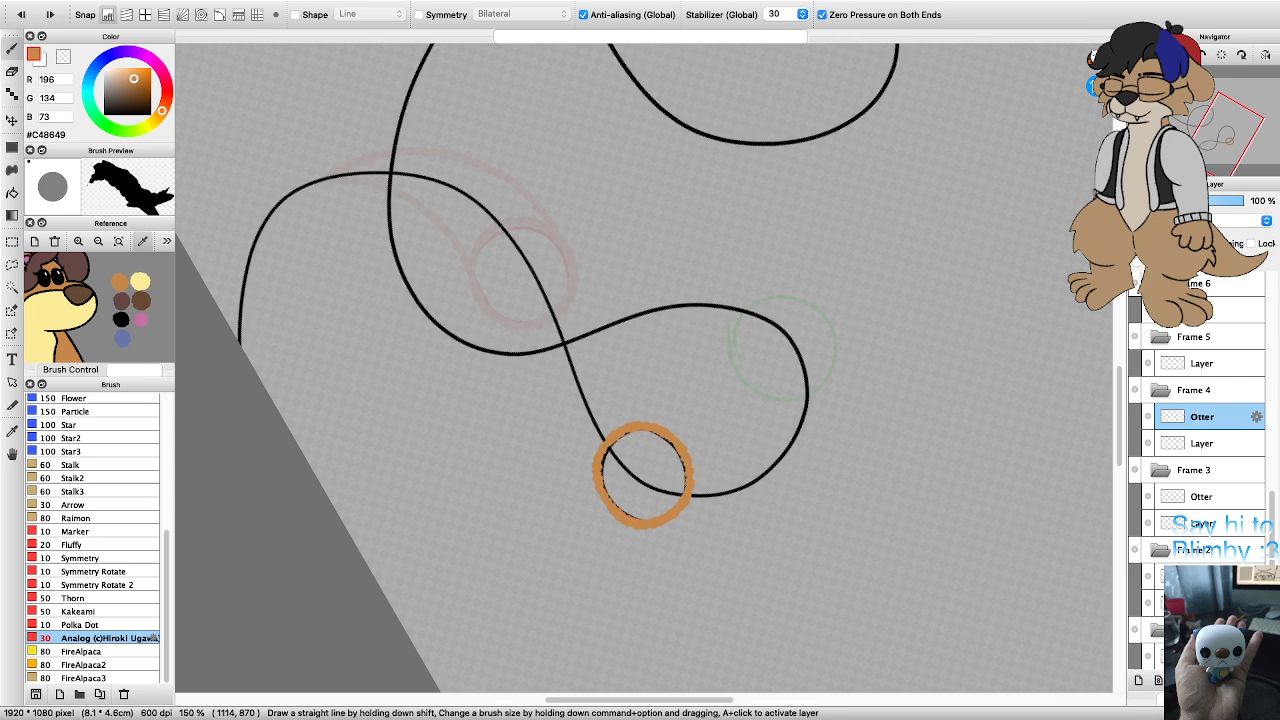 Snap Shape Line Symmetry Bilateral Anti-aliasing (Global) Stabilizer (Global) 30 Zero Pressure on Both Ends
Color
R 196
G 134
B 73
#C48649
Brush Preview
Reference
Brush Control
Brush
150 Flower
150 Particle
100 Star
100 Star2
100 Star3
60 Stalk
60 Stalk2
60 Stalk3
30 Arrow
80 Raimon
10 Marker
20 Fluffy
10 Symmetry
10 Symmetry Rotate
10 Symmetry Rotate 2
50 Thorn
50 Kakeami
10 Polka Dot
30 Analog (c)Hiroki Ugawa
80 FireAlpaca
80 FireAlpaca2
80 FireAlpaca3
Navigator
Layer
100 %
Lock
Frame 5
Layer
Frame 4
Otter
Layer
Frame 3
Otter
Layer
Say hi to
Blimby :3
1920 * 1080 pixel (8.1 * 4.6cm) 600 dpi 150 % ( 1114, 870 ) Draw a straight line by holding down shift, Change a brush size by holding down command+option and dragging, A+click to activate layer